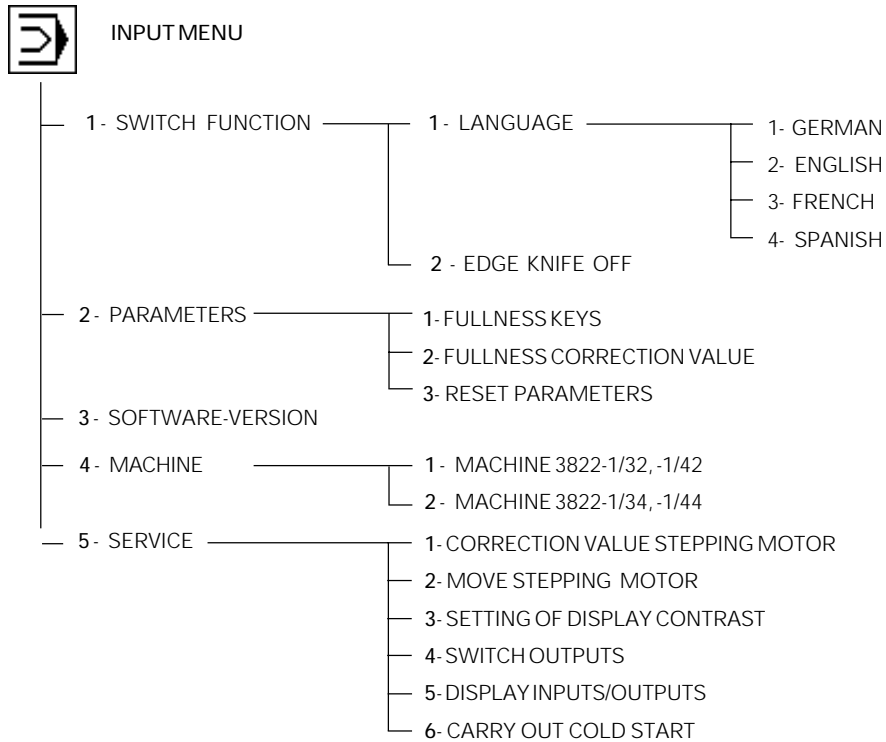 INPUT MENU
1 - SWITCH FUNCTION
1 - LANGUAGE
1- GERMAN
2- ENGLISH
3- FRENCH
4- SPANISH
2 - EDGE KNIFE OFF
2 - PARAMETERS
1- FULLNESS KEYS
2- FULLNESS CORRECTION VALUE
3- RESET PARAMETERS
3 - SOFTWARE-VERSION
4 - MACHINE
1 - MACHINE 3822-1/32, -1/42
2 - MACHINE 3822-1/34, -1/44
5 - SERVICE
1- CORRECTION VALUE STEPPING MOTOR
2- MOVE STEPPING MOTOR
3- SETTING OF DISPLAY CONTRAST
4- SWITCH OUTPUTS
5- DISPLAY INPUTS/OUTPUTS
6- CARRY OUT COLD START